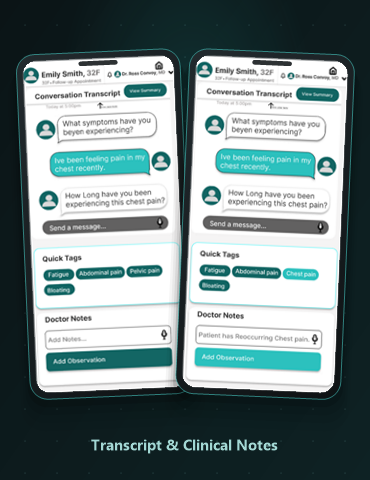 Emily Smith, 32F
32F• Follow-up Appointment
Dr. Ross Convoy, MD
Conversation Transcript
View Summary
Today at 3:00pm
What symptoms have you
beyen experiencing?
Ive been feeling pain in my
chest recently.
How Long have you been
experiencing this chest pain?
Send a message...
Quick Tags
Fatigue
Abdominal pain
Pelvic pain
Bloating
Doctor Notes
Add Notes...
Add Observation
Emily Smith, 32F
32F• Follow-up Appointment
Dr. Ross Convoy, MD
Conversation Transcript
View Summary
Today at 3:00pm
What symptoms have you
beyen experiencing?
Ive been feeling pain in my
chest recently.
How Long have you been
experiencing this chest pain?
Send a message...
Quick Tags
Fatigue
Abdominal pain
Chest pain
Bloating
Doctor Notes
Patient has Reoccurring Chest pain.
Add Observation
Transcript & Clinical Notes